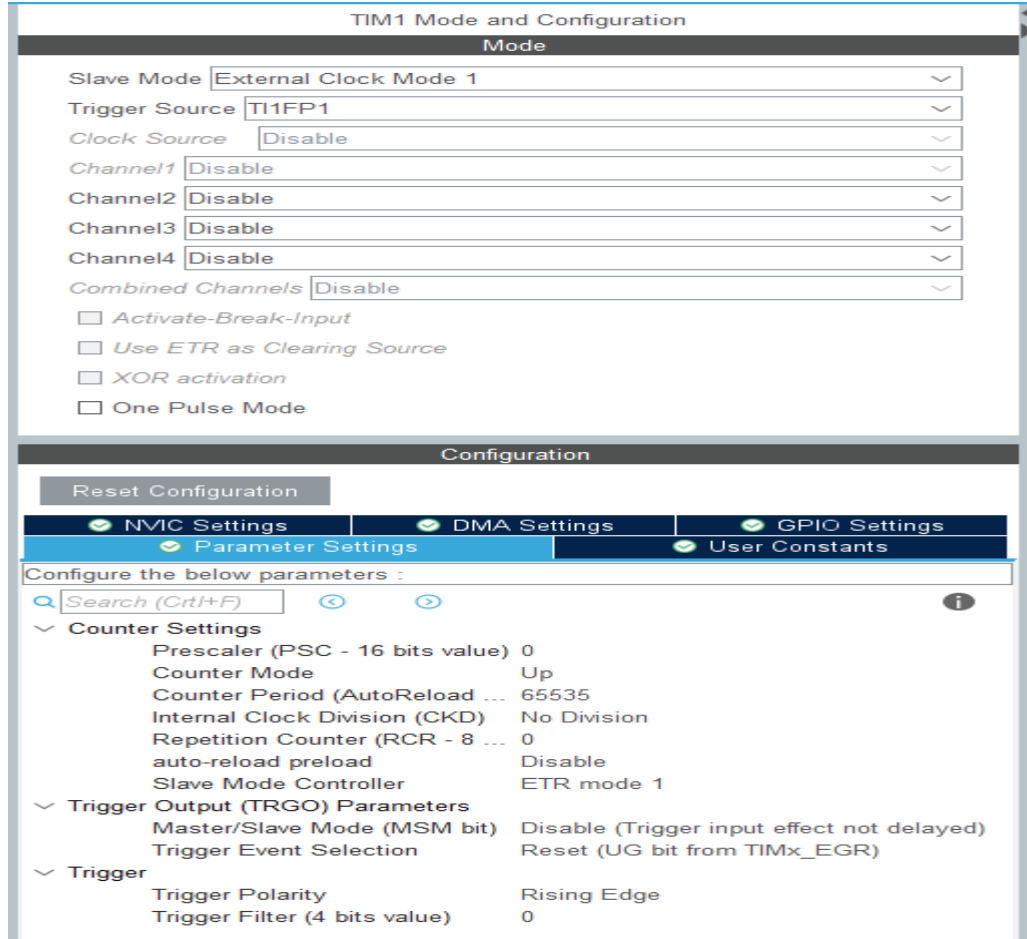 TIM1 Mode and Configuration
Mode
Slave Mode External Clock Mode 1
Trigger Source TI1FP1
Clock Source Disable
Channel1 Disable
Channel2 Disable
Channel3 Disable
Channel4 Disable
Combined Channels Disable
Activate-Break-Input
Use ETR as Clearing Source
XOR activation
One Pulse Mode
Configuration
Reset Configuration
NVIC Settings DMA Settings GPIO Settings
Parameter Settings User Constants
Configure the below parameters :
Search (Crtl+F)
Counter Settings
Prescaler (PSC - 16 bits value) 0
Counter Mode Up
Counter Period (AutoReload ... 65535
Internal Clock Division (CKD) No Division
Repetition Counter (RCR - 8 ... 0
auto-reload preload Disable
Slave Mode Controller ETR mode 1
Trigger Output (TRGO) Parameters
Master/Slave Mode (MSM bit) Disable (Trigger input effect not delayed)
Trigger Event Selection Reset (UG bit from TIMx_EGR)
Trigger
Trigger Polarity Rising Edge
Trigger Filter (4 bits value) 0